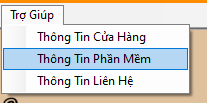 Trợ Giúp
Thông Tin Cửa Hàng
Thông Tin Phần Mềm
Thông Tin Liên Hệ